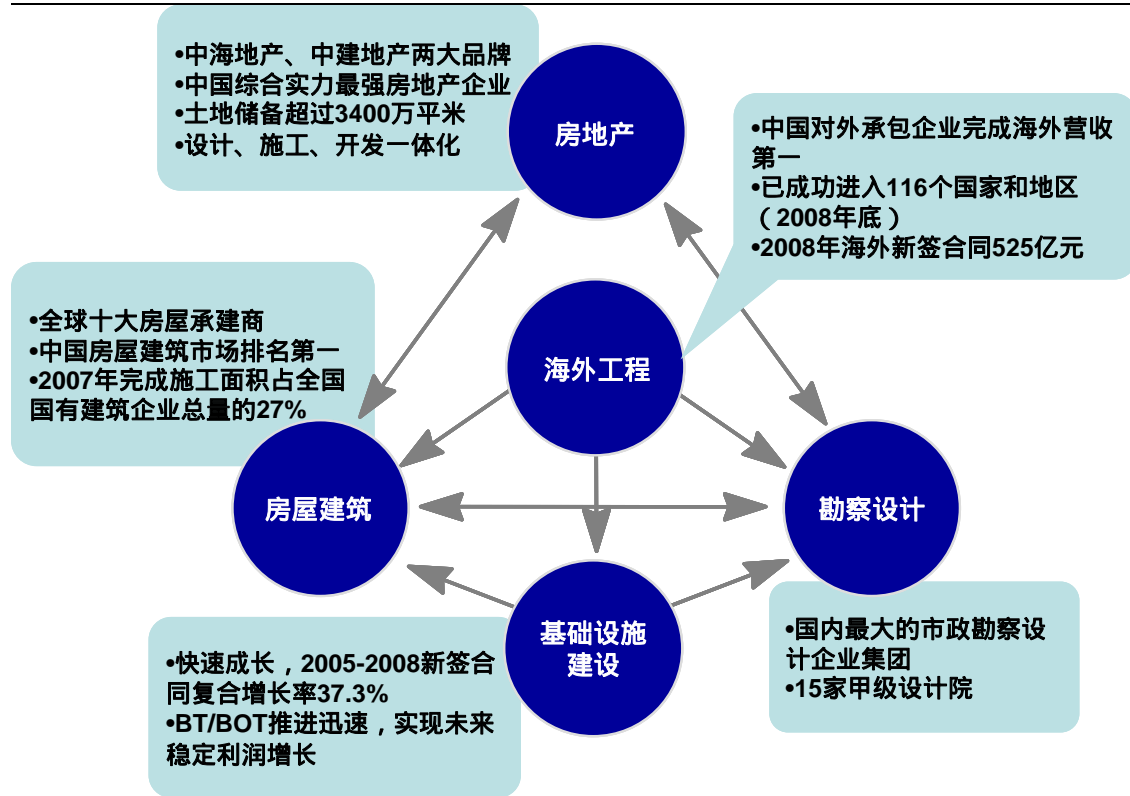 •中海地产、中建地产两大品牌
•中国综合实力最强房地产企业
•土地储备超过3400万平米
•设计、施工、开发一体化
房地产
•中国对外承包企业完成海外营收
第一
•已成功进入116个国家和地区
（2008年底）
•2008年海外新签合同525亿元
•全球十大房屋承建商
•中国房屋建筑市场排名第一
•2007年完成施工面积占全国
国有建筑企业总量的27%
海外工程
房屋建筑
勘察设计
基础设施
建设
•快速成长，2005-2008新签合
同复合增长率37.3%
•BT/BOT推进迅速，实现未来
稳定利润增长
•国内最大的市政勘察设
计企业集团
•15家甲级设计院